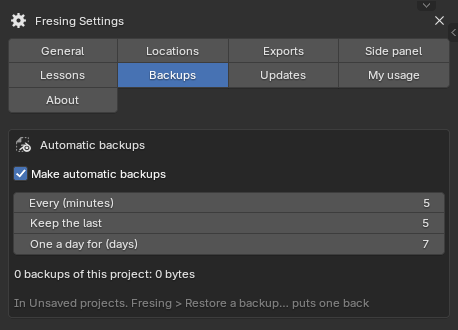 Fresing Settings
General
Locations
Exports
Side panel
Lessons
Backups
Updates
My usage
About
Automatic backups
Make automatic backups
Every (minutes) 5
Keep the last 5
One a day for (days) 7
0 backups of this project: 0 bytes
In Unsaved projects. Fresing > Restore a backup... puts one back